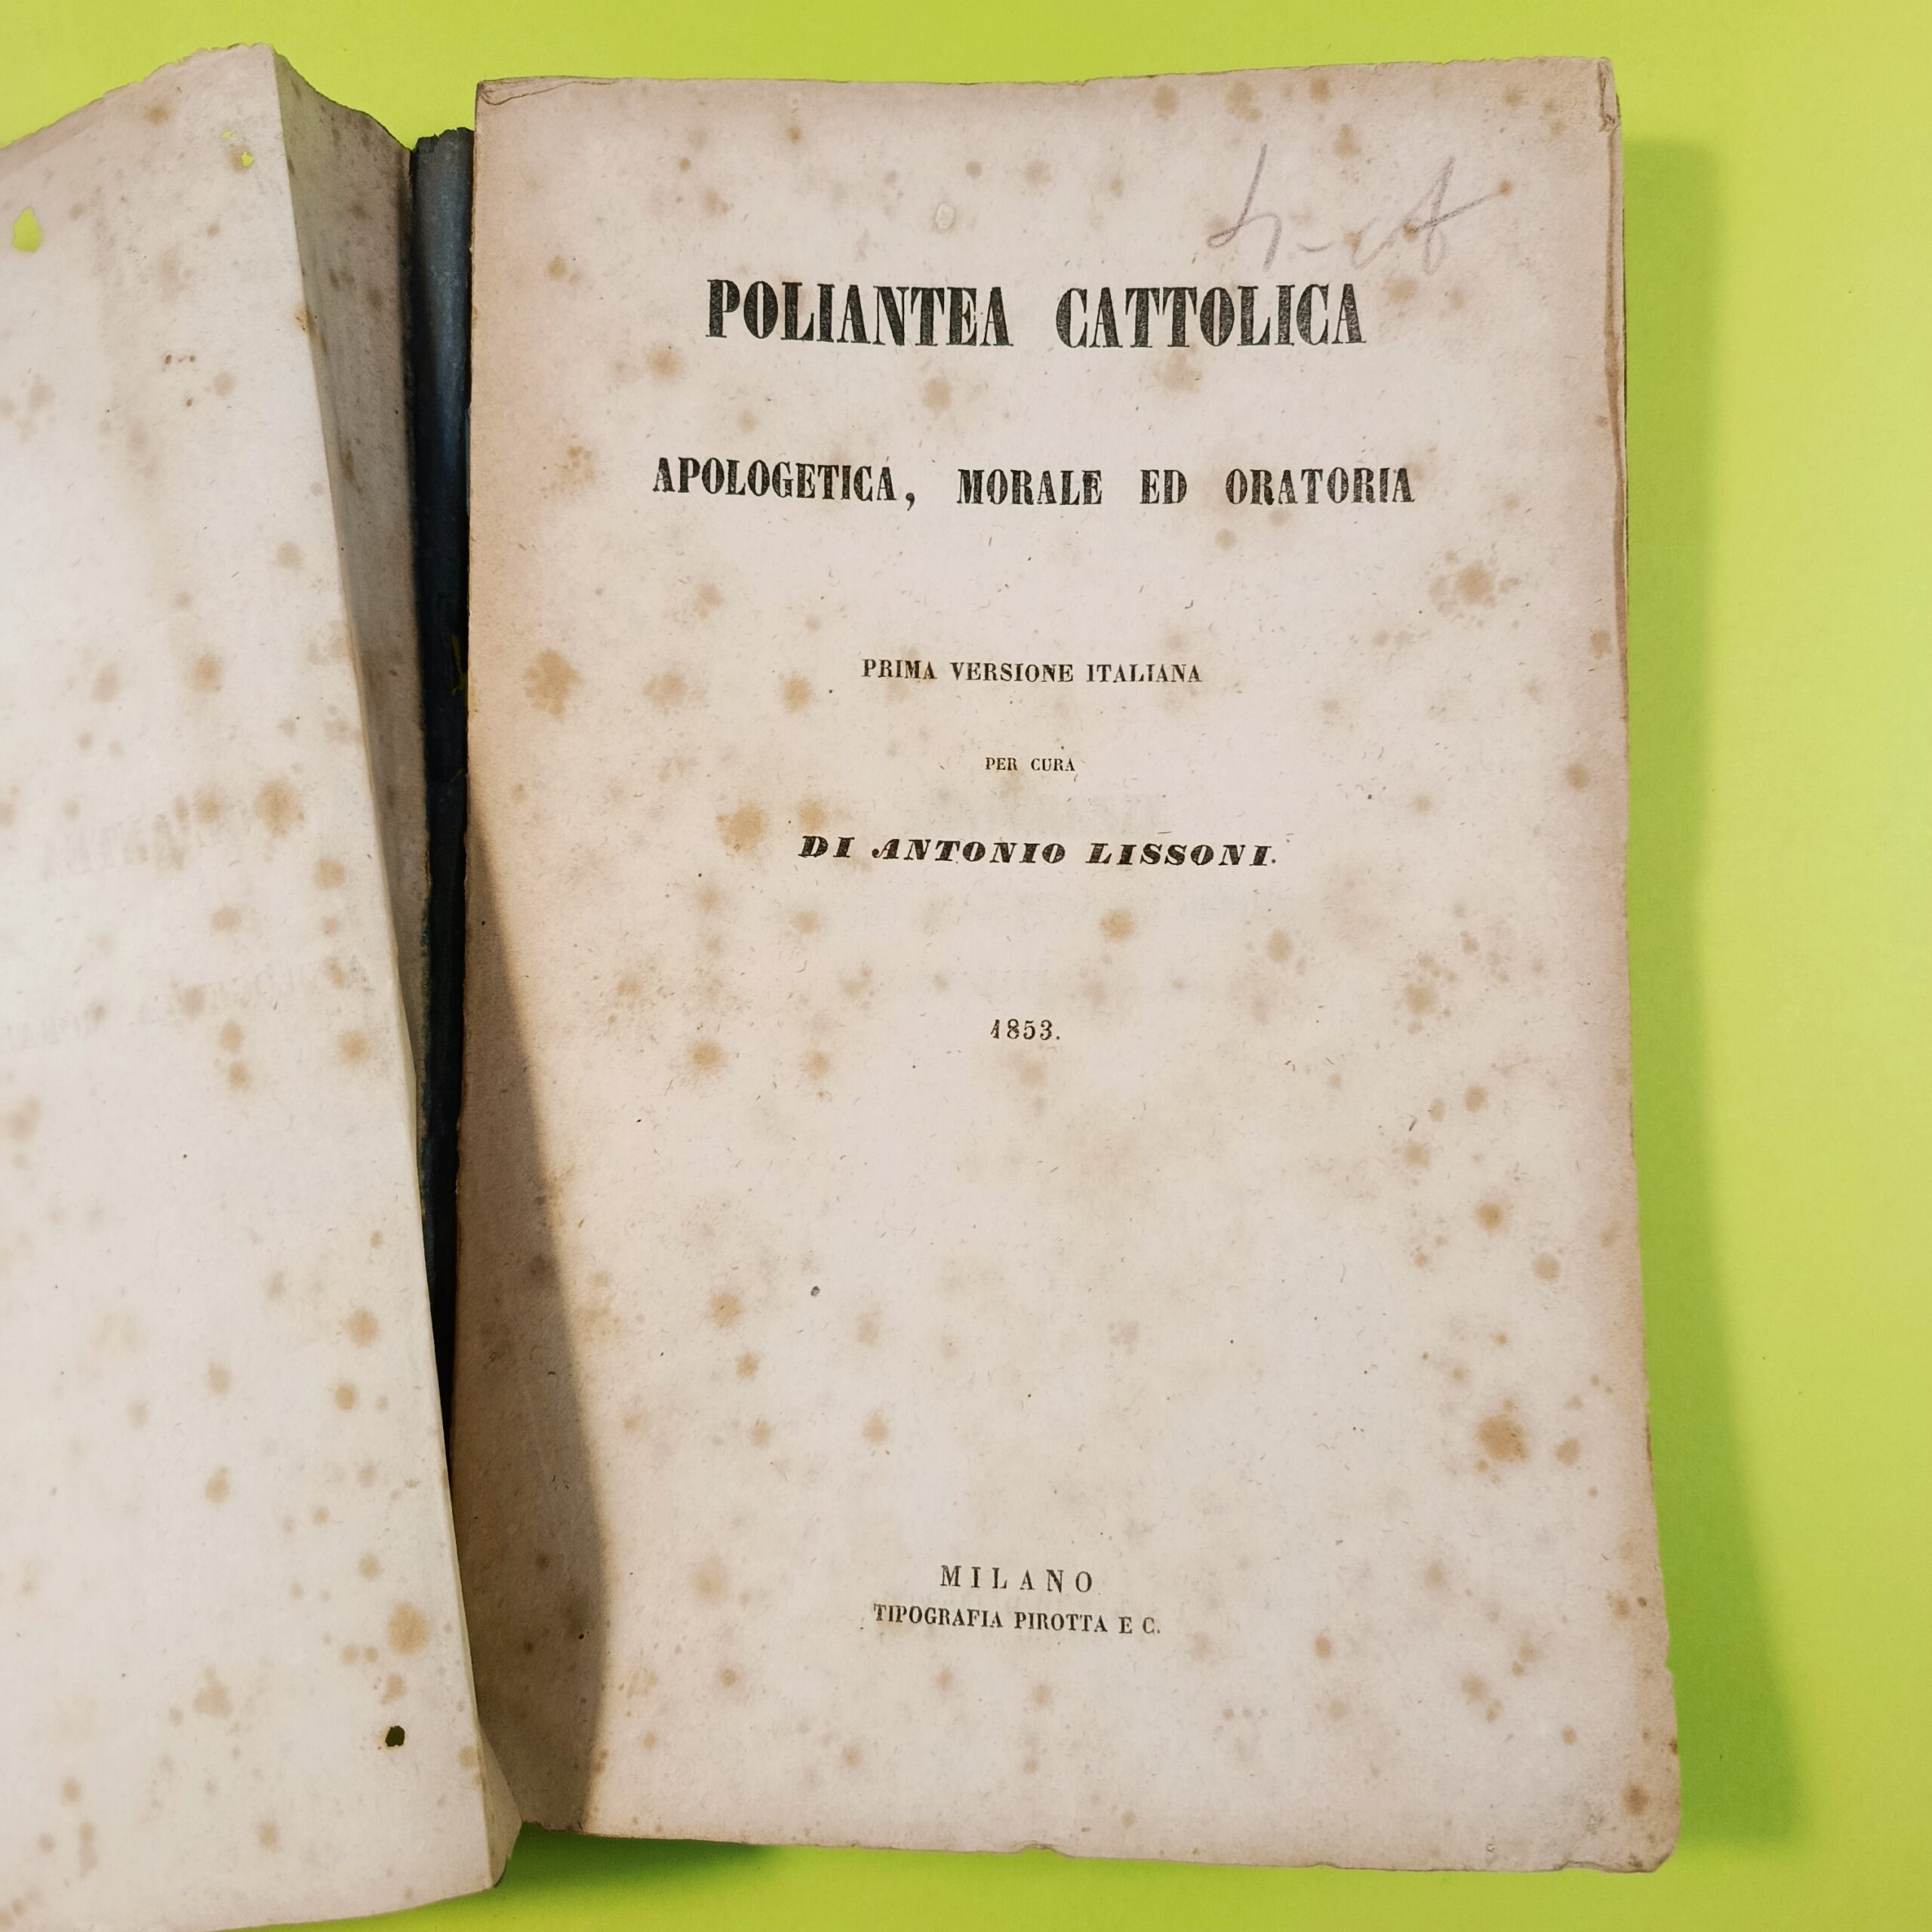 POLIANTEA CATTOLICA
APOLOGETICA, MORALE ED ORATORIA
PRIMA VERSIONE ITALIANA
PER CURA
DI ANTONIO LISSONI.
1853.
MILANO
TIPOGRAFIA PIROTTA E C.